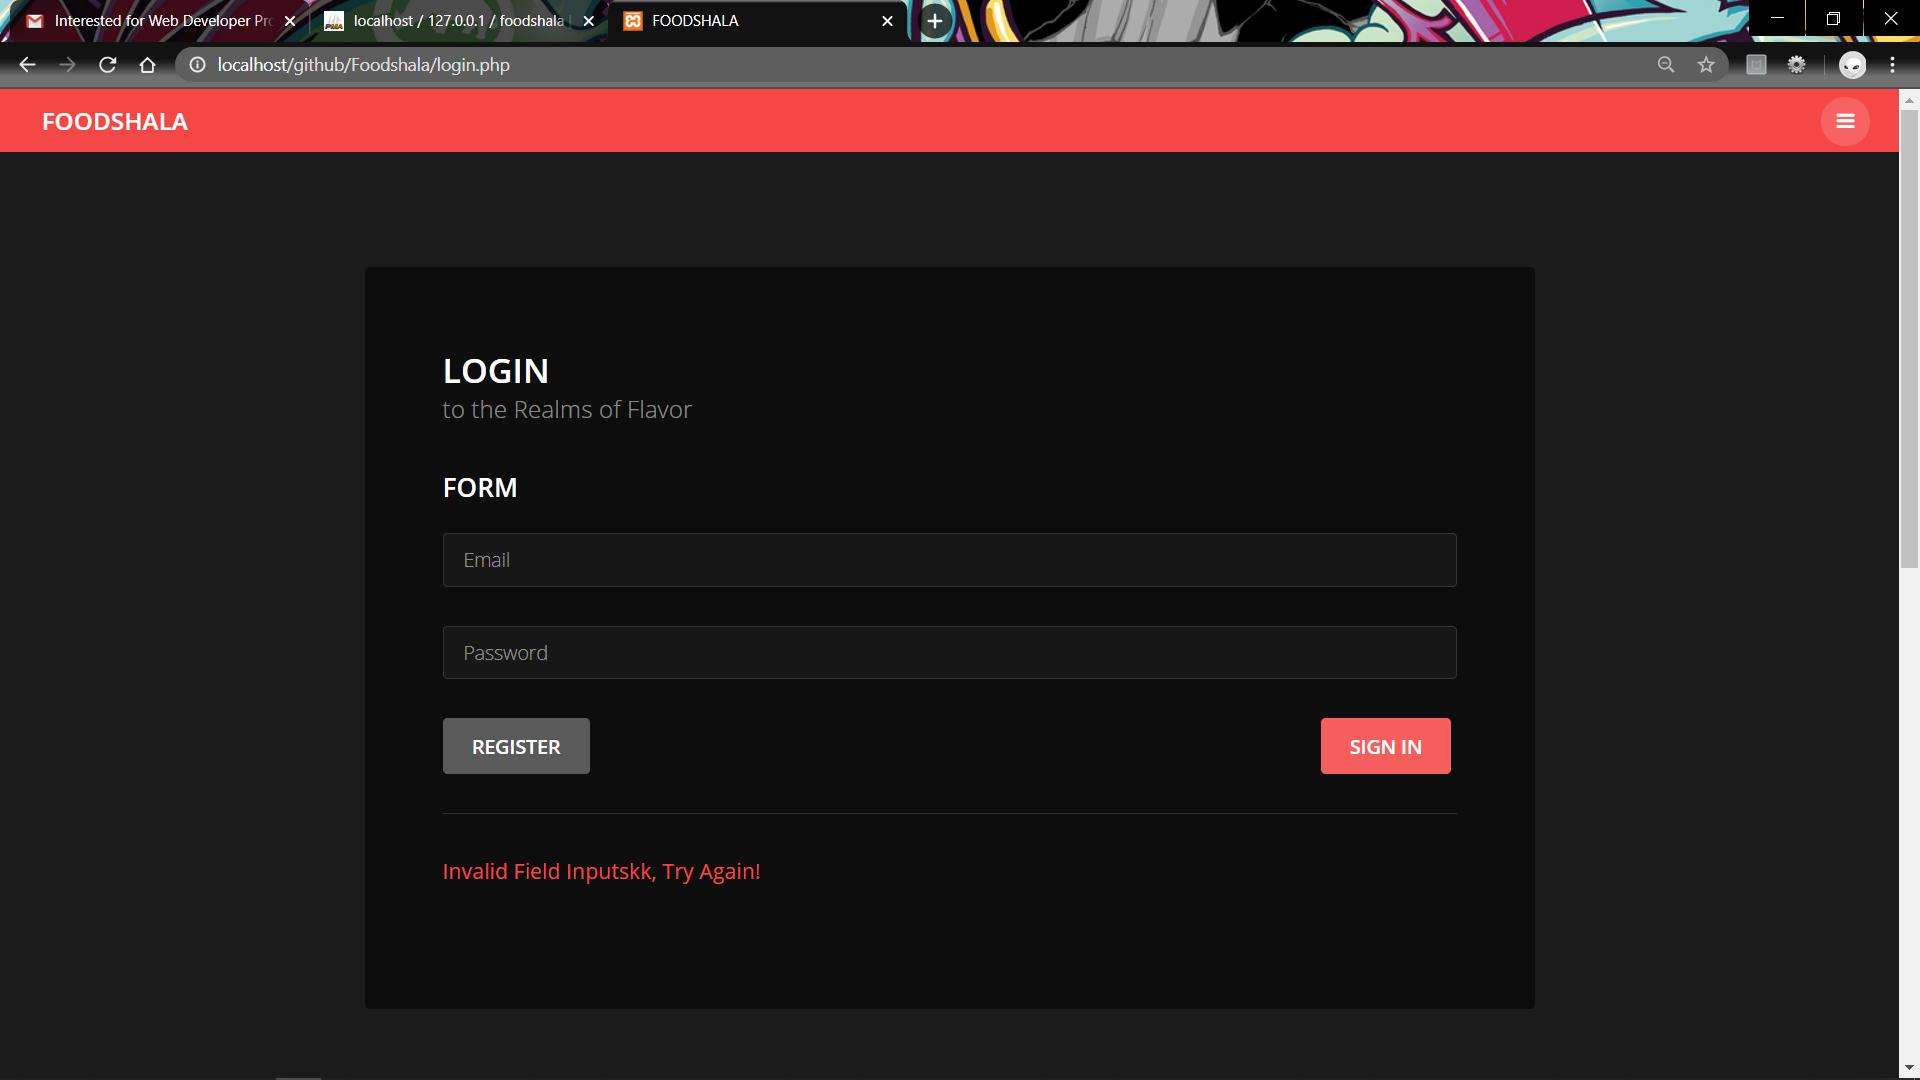 Interested for Web Developer Pro
localhost / 127.0.0.1 / foodshala
FOODSHALA
localhost/github/Foodshala/login.php
FOODSHALA
LOGIN
to the Realms of Flavor
FORM
Email
Password
REGISTER
SIGN IN
Invalid Field Inputskk, Try Again!